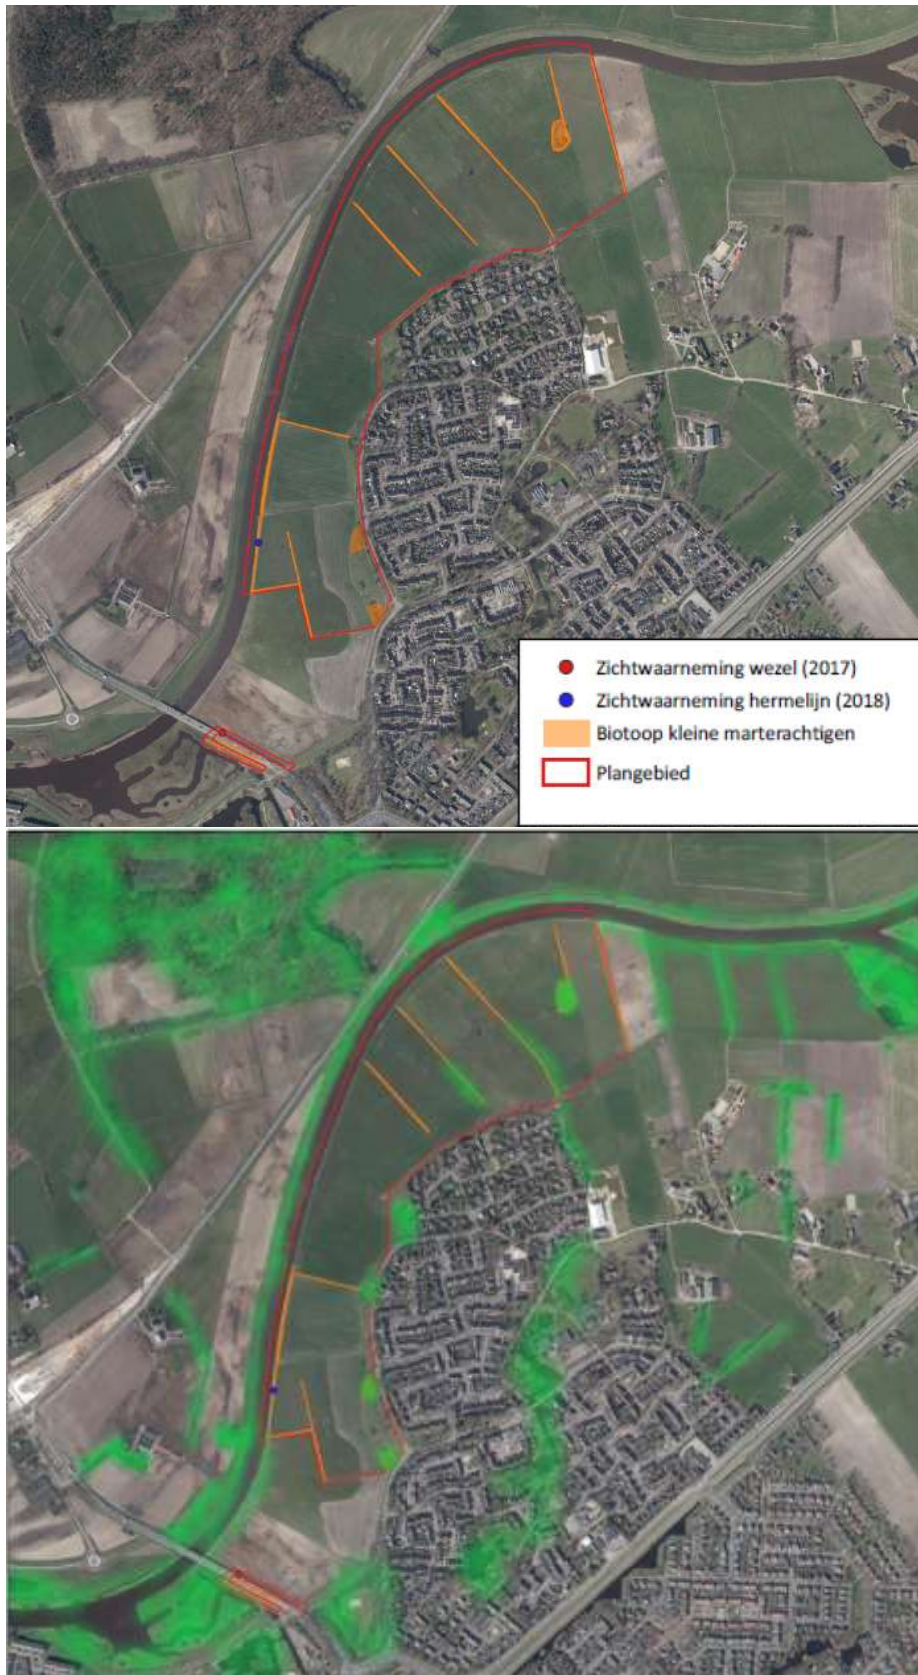 Zichtwaarneming wezel (2017)
Zichtwaarneming hermelijn (2018)
Biotoop kleine marterachtigen
Plangebied